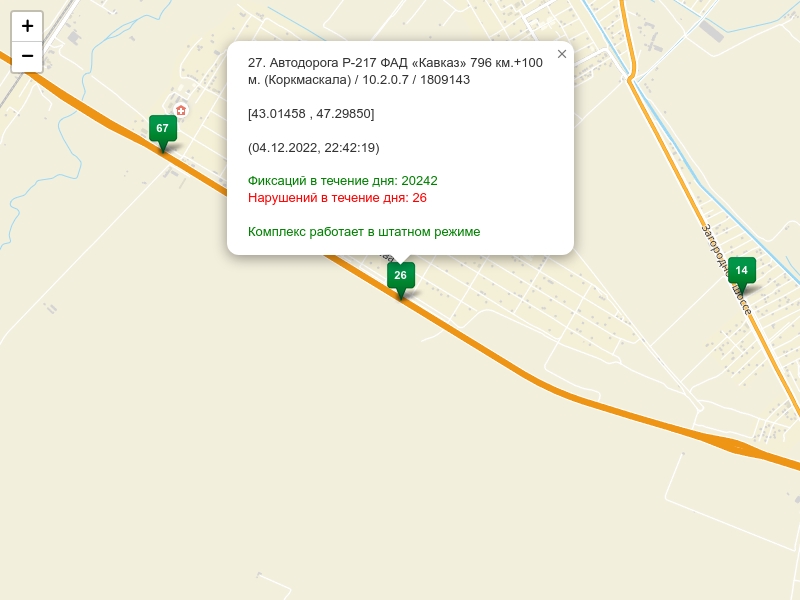 +
−
27. Автодорога Р-217 ФАД «Кавказ» 796 км.+100
м. (Коркмаскала) / 10.2.0.7 / 1809143
[43.01458 , 47.29850]
(04.12.2022, 22:42:19)
Фиксаций в течение дня: 20242
Нарушений в течение дня: 26
Комплекс работает в штатном режиме
×
67
26
14